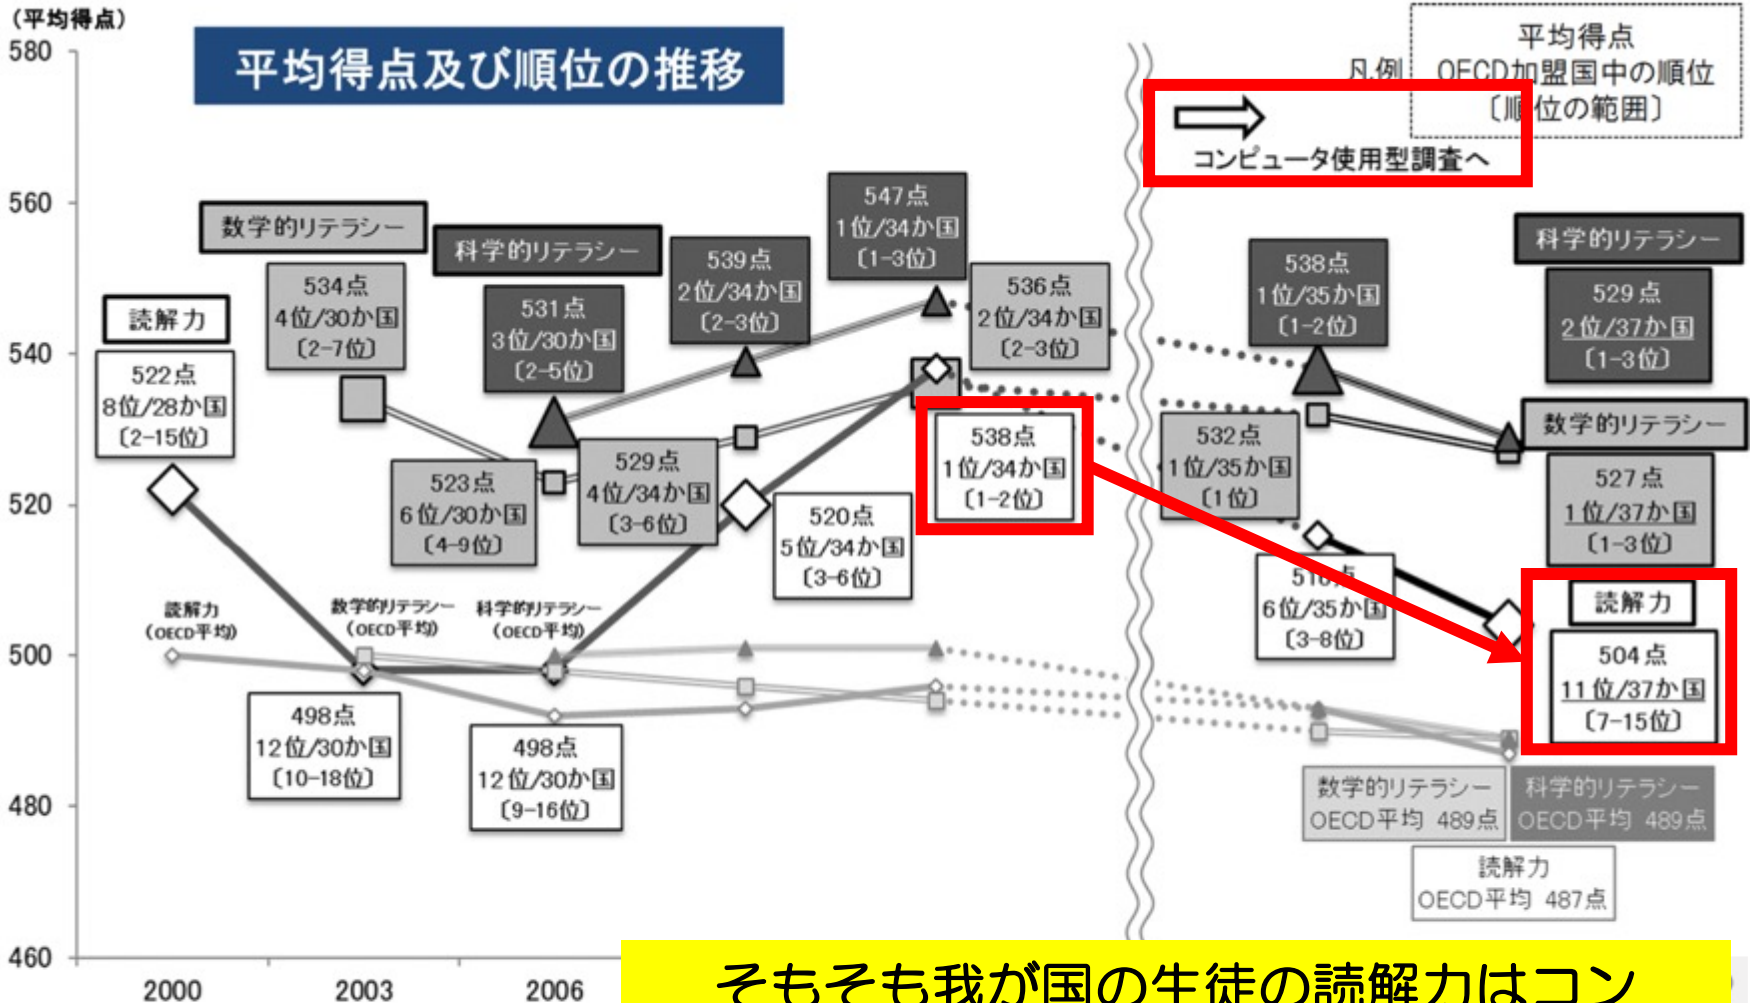 (平均得点)
580
560
540
520
500
480
460
平均得点及び順位の推移
凡例
平均得点
OECD加盟国中の順位
〔順位の範囲〕
コンピュータ使用型調査へ
数学的リテラシー
科学的リテラシー
読解力
522点
8位/28か国
〔2-15位〕
534点
4位/30か国
〔2-7位〕
531点
3位/30か国
〔2-5位〕
539点
2位/34か国
〔2-3位〕
547点
1位/34か国
〔1-3位〕
536点
2位/34か国
〔2-3位〕
523点
6位/30か国
〔4-9位〕
529点
4位/34か国
〔3-6位〕
520点
5位/34か国
〔3-6位〕
538点
1位/34か国
〔1-2位〕
498点
12位/30か国
〔10-18位〕
498点
12位/30か国
〔9-16位〕
読解力
(OECD平均)
数学的リテラシー
(OECD平均)
科学的リテラシー
(OECD平均)
538点
1位/35か国
〔1-2位〕
532点
1位/35か国
〔1位〕
516点
6位/35か国
〔3-8位〕
科学的リテラシー
529点
2位/37か国
〔1-3位〕
数学的リテラシー
527点
1位/37か国
〔1-3位〕
読解力
504点
11位/37か国
〔7-15位〕
数学的リテラシー
OECD平均 489点
科学的リテラシー
OECD平均 489点
読解力
OECD平均 487点
2000
2003
2006
そもそも我が国の生徒の読解力はコン